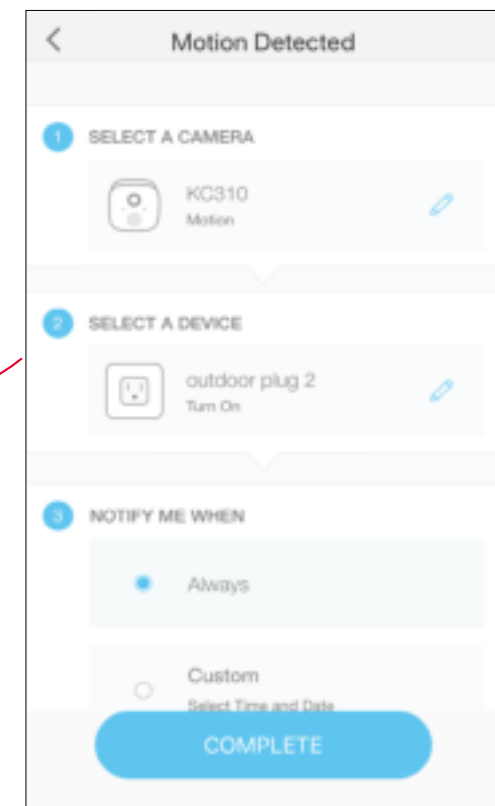 Motion Detected
1 SELECT A CAMERA
KC310
Motion
2 SELECT A DEVICE
outdoor plug 2
Turn On
3 NOTIFY ME WHEN
Always
Custom
Select Time and Date
COMPLETE